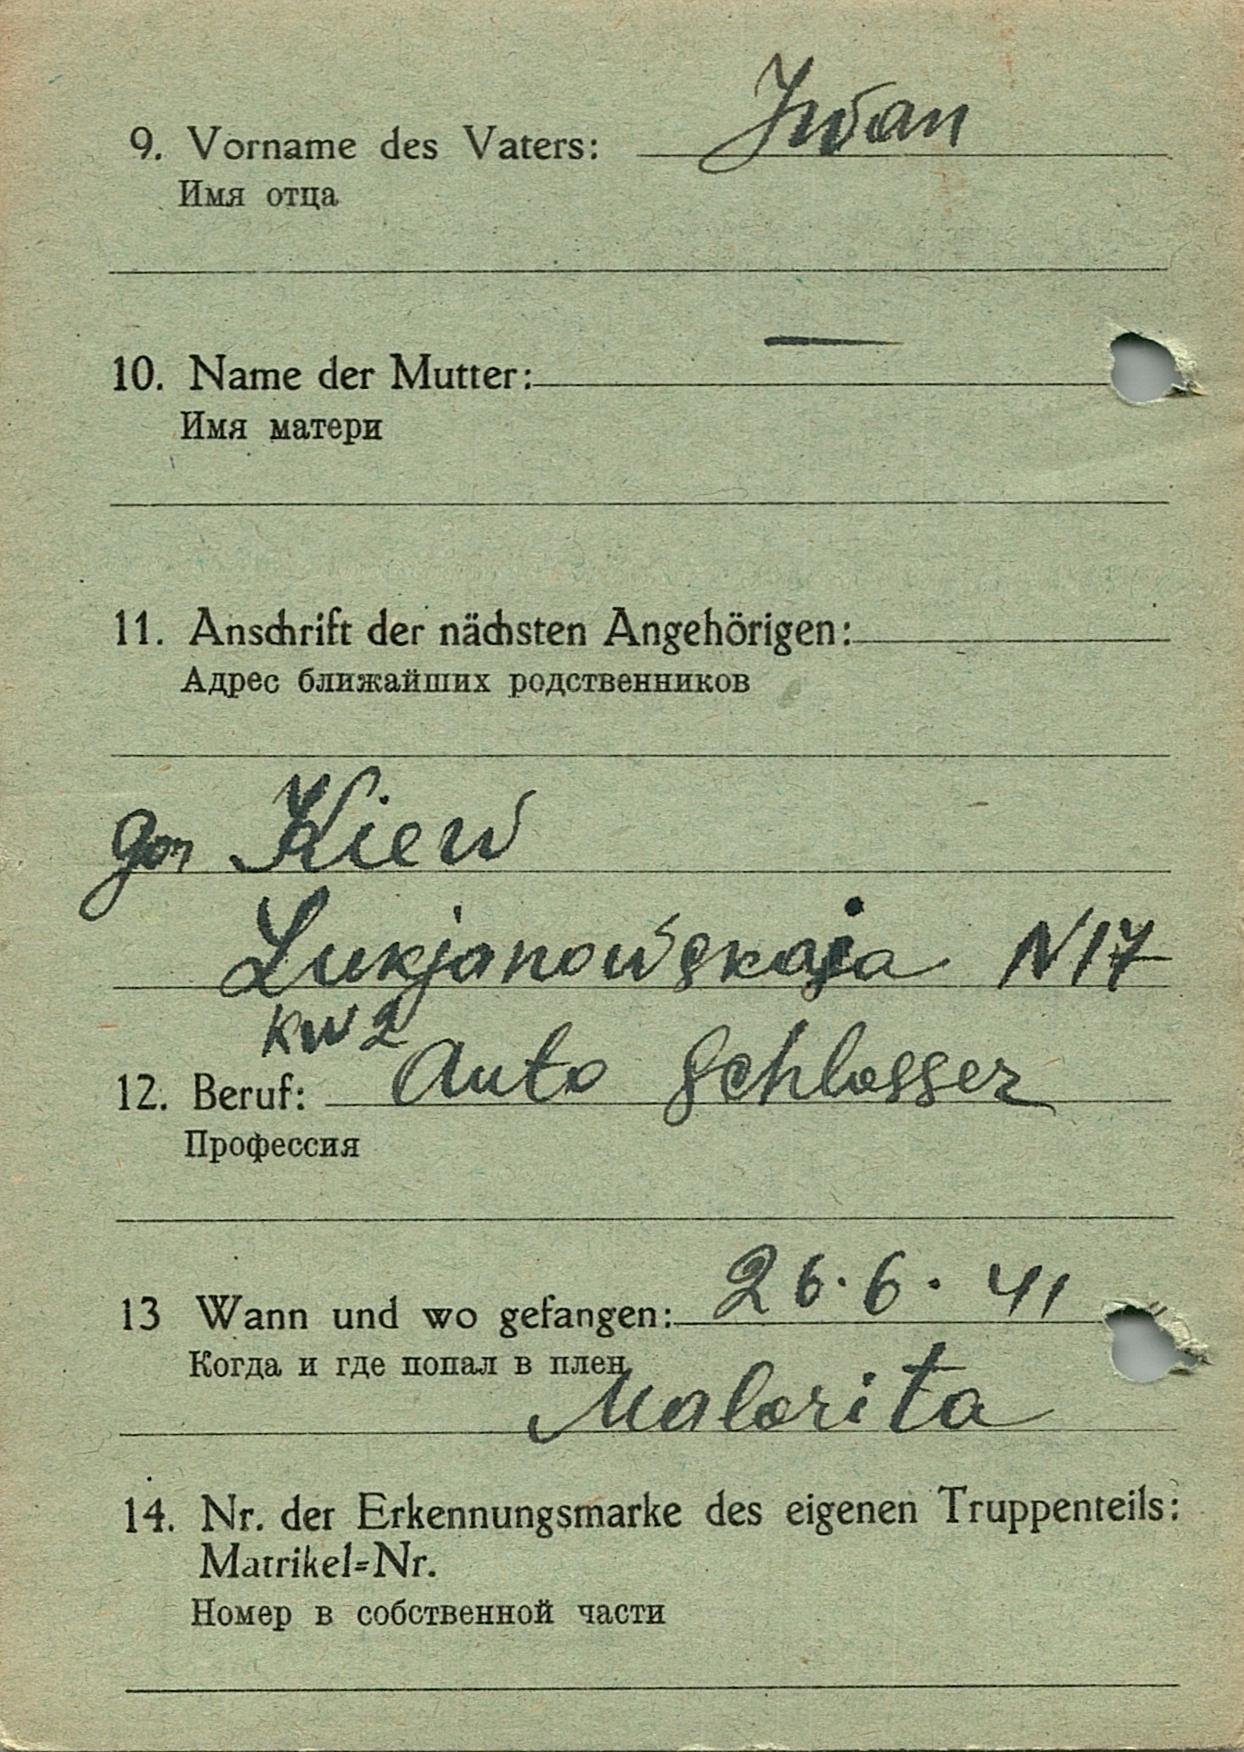 9. Vorname des Vaters: Iwan
Имя отца
10. Name der Mutter: —
Имя матери
11. Anschrift der nächsten Angehörigen:
Адрес ближайших родственников
gor Kiew
Lukjanowskaja N17
kw 2
12. Beruf: Auto Schlosser
Профессия
13 Wann und wo gefangen: 26. 6. 41
Когда и где попал в плен
Malorita
14. Nr. der Erkennungsmarke des eigenen Truppenteils:
Matrikel=Nr.
Номер в собственной части